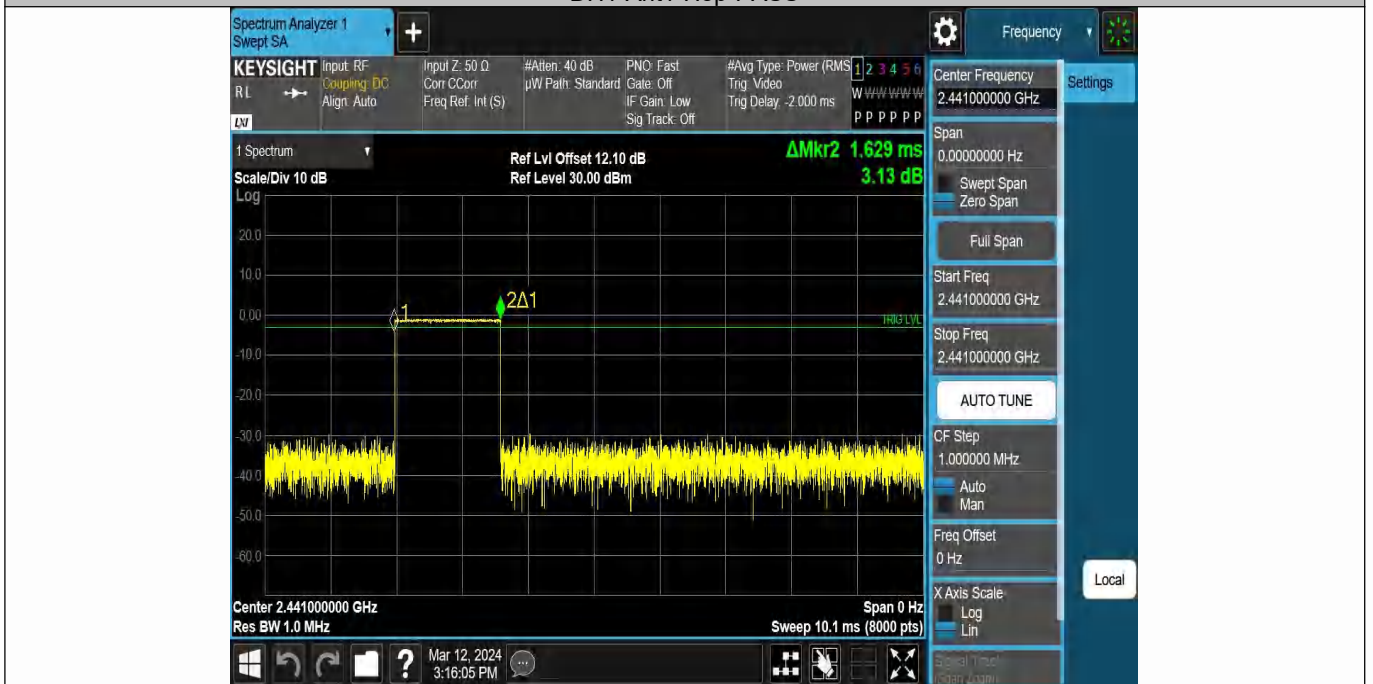 Spectrum Analyzer 1
Swept SA
+
Frequency
KEYSIGHT
RL
LXI
Input: RF
Coupling: DC
Align: Auto
Input Z: 50 Ω
Corr CCorr
Freq Ref: Int (S)
#Atten: 40 dB
µW Path: Standard
PNO: Fast
Gate: Off
IF Gain: Low
Sig Track: Off
#Avg Type: Power (RMS
Trig: Video
Trig Delay: -2.000 ms
1 2 3 4 5 6
W W W W W W
P P P P P P
Center Frequency
2.441000000 GHz
Settings
1 Spectrum
Scale/Div 10 dB
Log
Ref Lvl Offset 12.10 dB
Ref Level 30.00 dBm
ΔMkr2 1.629 ms
3.13 dB
Span
0.00000000 Hz
Swept Span
Zero Span
Full Span
Start Freq
2.441000000 GHz
Stop Freq
2.441000000 GHz
AUTO TUNE
CF Step
1.000000 MHz
Auto
Man
Freq Offset
0 Hz
X Axis Scale
Log
Lin
Local
20.0
10.0
0.00
-10.0
-20.0
-30.0
-40.0
-50.0
-60.0
1
2Δ1
TRIG LVL
Center 2.441000000 GHz
Res BW 1.0 MHz
Span 0 Hz
Sweep 10.1 ms (8000 pts)
?
Mar 12, 2024
3:16:05 PM
Signal Track
(Span Zoom)